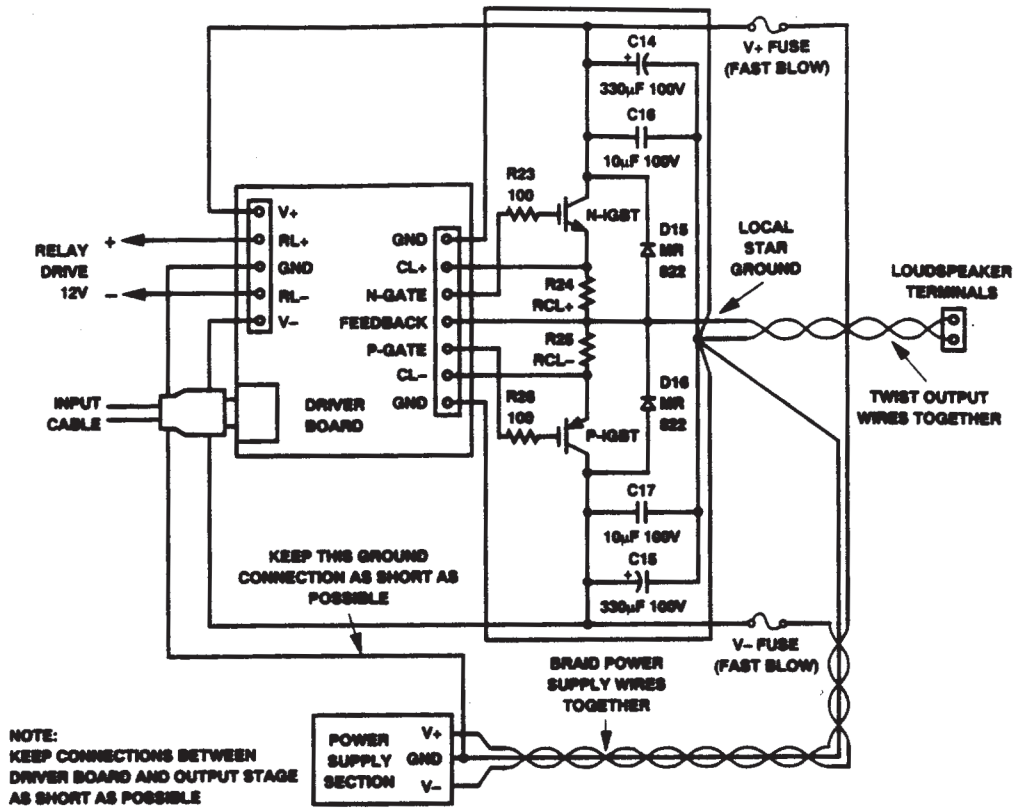 C14
+
330µF 100V
V+ FUSE
(FAST BLOW)
C16
10µF 100V
R23
100
N-IGBT
V+
RELAY
DRIVE
12V
+
–
RL+
GND
RL–
V–
GND
CL+
N-GATE
FEEDBACK
P-GATE
CL–
GND
R24
RCL+
D15
MR
822
LOCAL
STAR
GROUND
LOUDSPEAKER
TERMINALS
R25
RCL–
INPUT
CABLE
DRIVER
BOARD
R26
100
P-IGBT
D16
MR
822
TWIST OUTPUT
WIRES TOGETHER
C17
10µF 100V
C15
+
330µF 100V
KEEP THIS GROUND
CONNECTION AS SHORT AS
POSSIBLE
V– FUSE
(FAST BLOW)
BRAID POWER
SUPPLY WIRES
TOGETHER
NOTE:
KEEP CONNECTIONS BETWEEN
DRIVER BOARD AND OUTPUT STAGE
AS SHORT AS POSSIBLE
POWER
SUPPLY
SECTION
V+
GND
V–